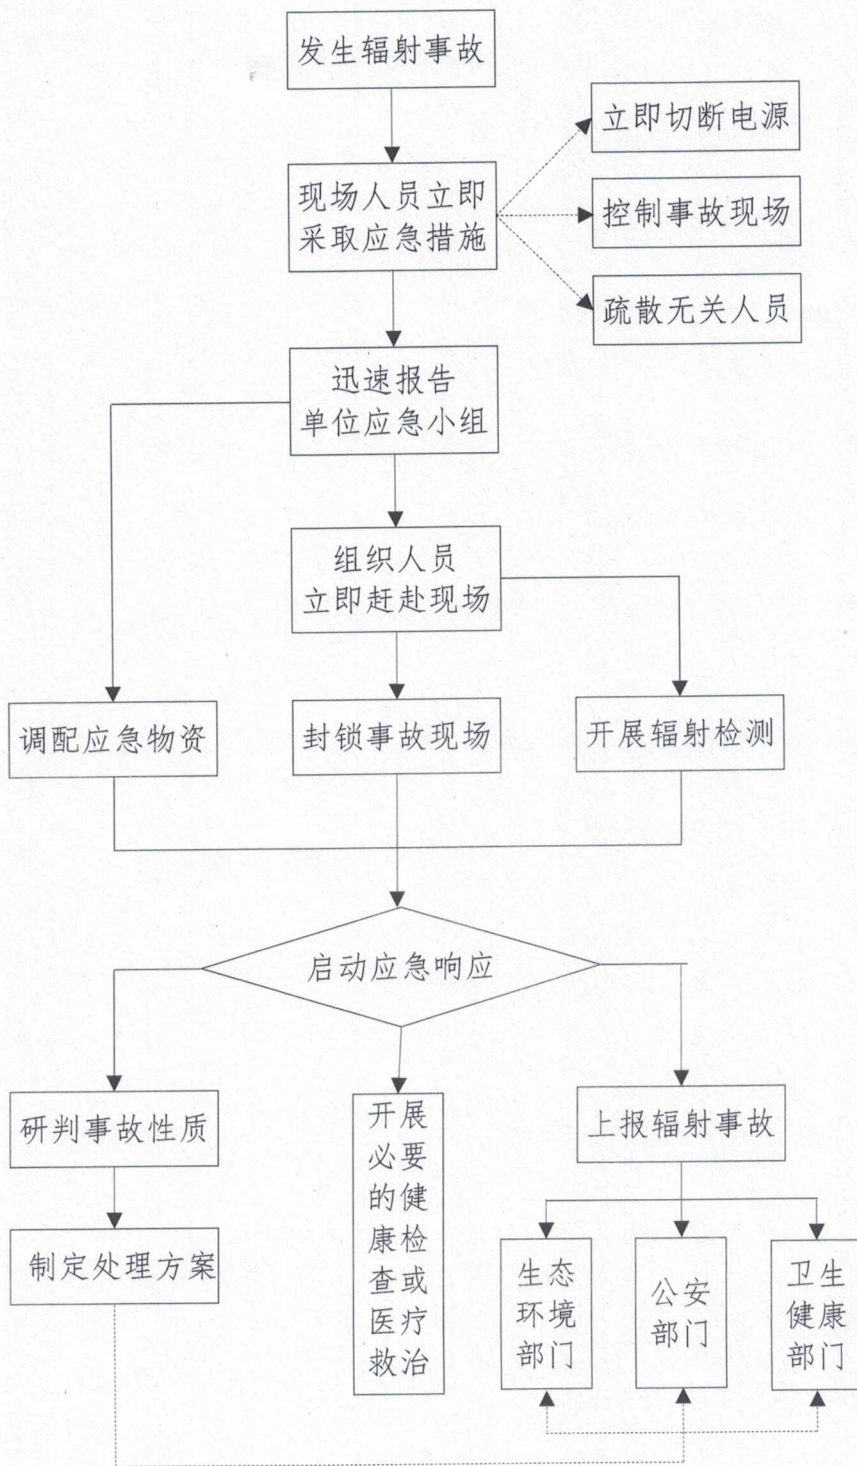 发生辐射事故
立即切断电源
现场人员立即
采取应急措施
控制事故现场
疏散无关人员
迅速报告
单位应急小组
组织人员
立即赶赴现场
调配应急物资
封锁事故现场
开展辐射检测
启动应急响应
研判事故性质
开展
必要
的健
康检
查或
医疗
救治
上报辐射事故
制定处理方案
生态
环境
部门
公安
部门
卫生
健康
部门